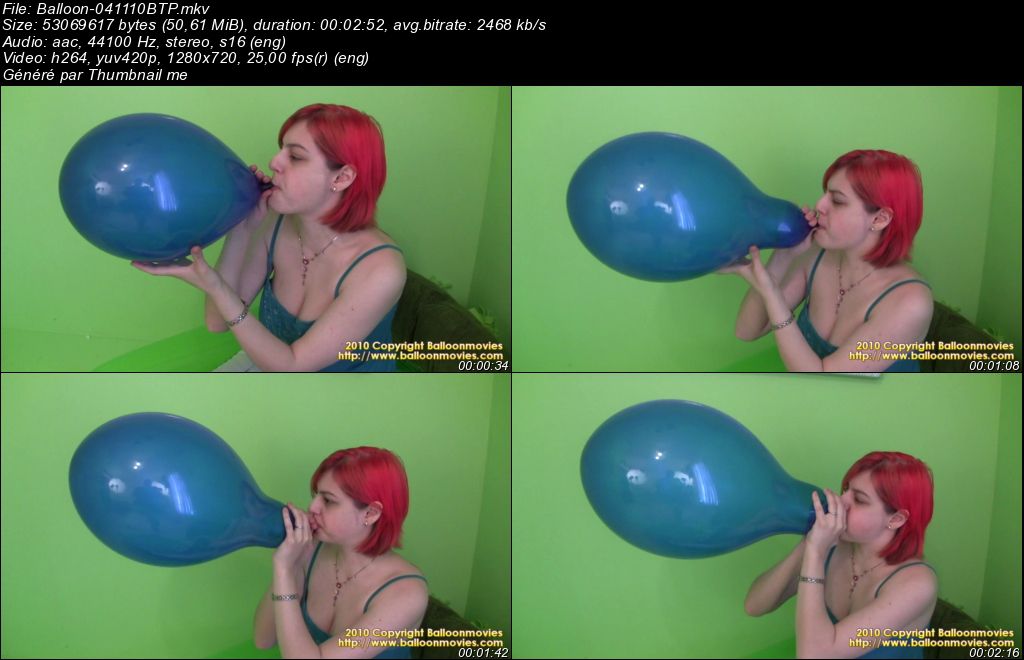 File: Balloon-041110BTP.mkv
Size: 53069617 bytes (50,61 MiB), duration: 00:02:52, avg.bitrate: 2468 kb/s
Audio: aac, 44100 Hz, stereo, s16 (eng)
Video: h264, yuv420p, 1280x720, 25,00 fps(r) (eng)
Généré par Thumbnail me
2010 Copyright Balloonmovies
http://www.balloonmovies.com
00:00:34
2010 Copyright Balloonmovies
http://www.balloonmovies.com
00:01:08
2010 Copyright Balloonmovies
http://www.balloonmovies.com
00:01:42
2010 Copyright Balloonmovies
http://www.balloonmovies.com
00:02:16